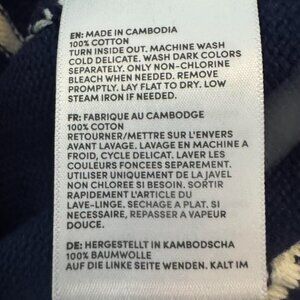 EN: MADE IN CAMBODIA
100% COTTON
TURN INSIDE OUT. MACHINE WASH
COLD DELICATE. WASH DARK COLORS
SEPARATELY. ONLY NON-CHLORINE
BLEACH WHEN NEEDED. REMOVE
PROMPTLY. LAY FLAT TO DRY. LOW
STEAM IRON IF NEEDED.
FR: FABRIQUE AU CAMBODGE
100% COTON
RETOURNER/METTRE SUR L'ENVERS
AVANT LAVAGE. LAVAGE EN MACHINE A
FROID, CYCLE DELICAT. LAVER LES
COULEURS FONCEES SEPAREMENT.
UTILISER UNIQUEMENT DE LA JAVEL
NON CHLOREE SI BESOIN. SORTIR
RAPIDEMENT L'ARTICLE DU
LAVE-LINGE. SECHAGE A PLAT. SI
NECESSAIRE, REPASSER A VAPEUR
DOUCE.
DE: HERGESTELLT IN KAMBODSCHA
100% BAUMWOLLE
AUF DIE LINKE SEITE WENDEN. KALT IM